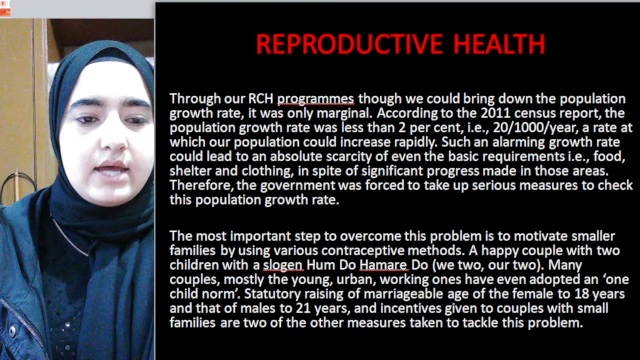 REPRODUCTIVE HEALTH
Through our RCH programmes though we could bring down the population
growth rate, it was only marginal. According to the 2011 census report, the
population growth rate was less than 2 per cent, i.e., 20/1000/year, a rate at
which our population could increase rapidly. Such an alarming growth rate
could lead to an absolute scarcity of even the basic requirements i.e., food,
shelter and clothing, in spite of significant progress made in those areas.
Therefore, the government was forced to take up serious measures to check
this population growth rate.
The most important step to overcome this problem is to motivate smaller
families by using various contraceptive methods. A happy couple with two
children with a slogen Hum Do Hamare Do (we two, our two). Many
couples, mostly the young, urban, working ones have even adopted an ‘one
child norm’. Statutory raising of marriageable age of the female to 18 years
and that of males to 21 years, and incentives given to couples with small
families are two of the other measures taken to tackle this problem.